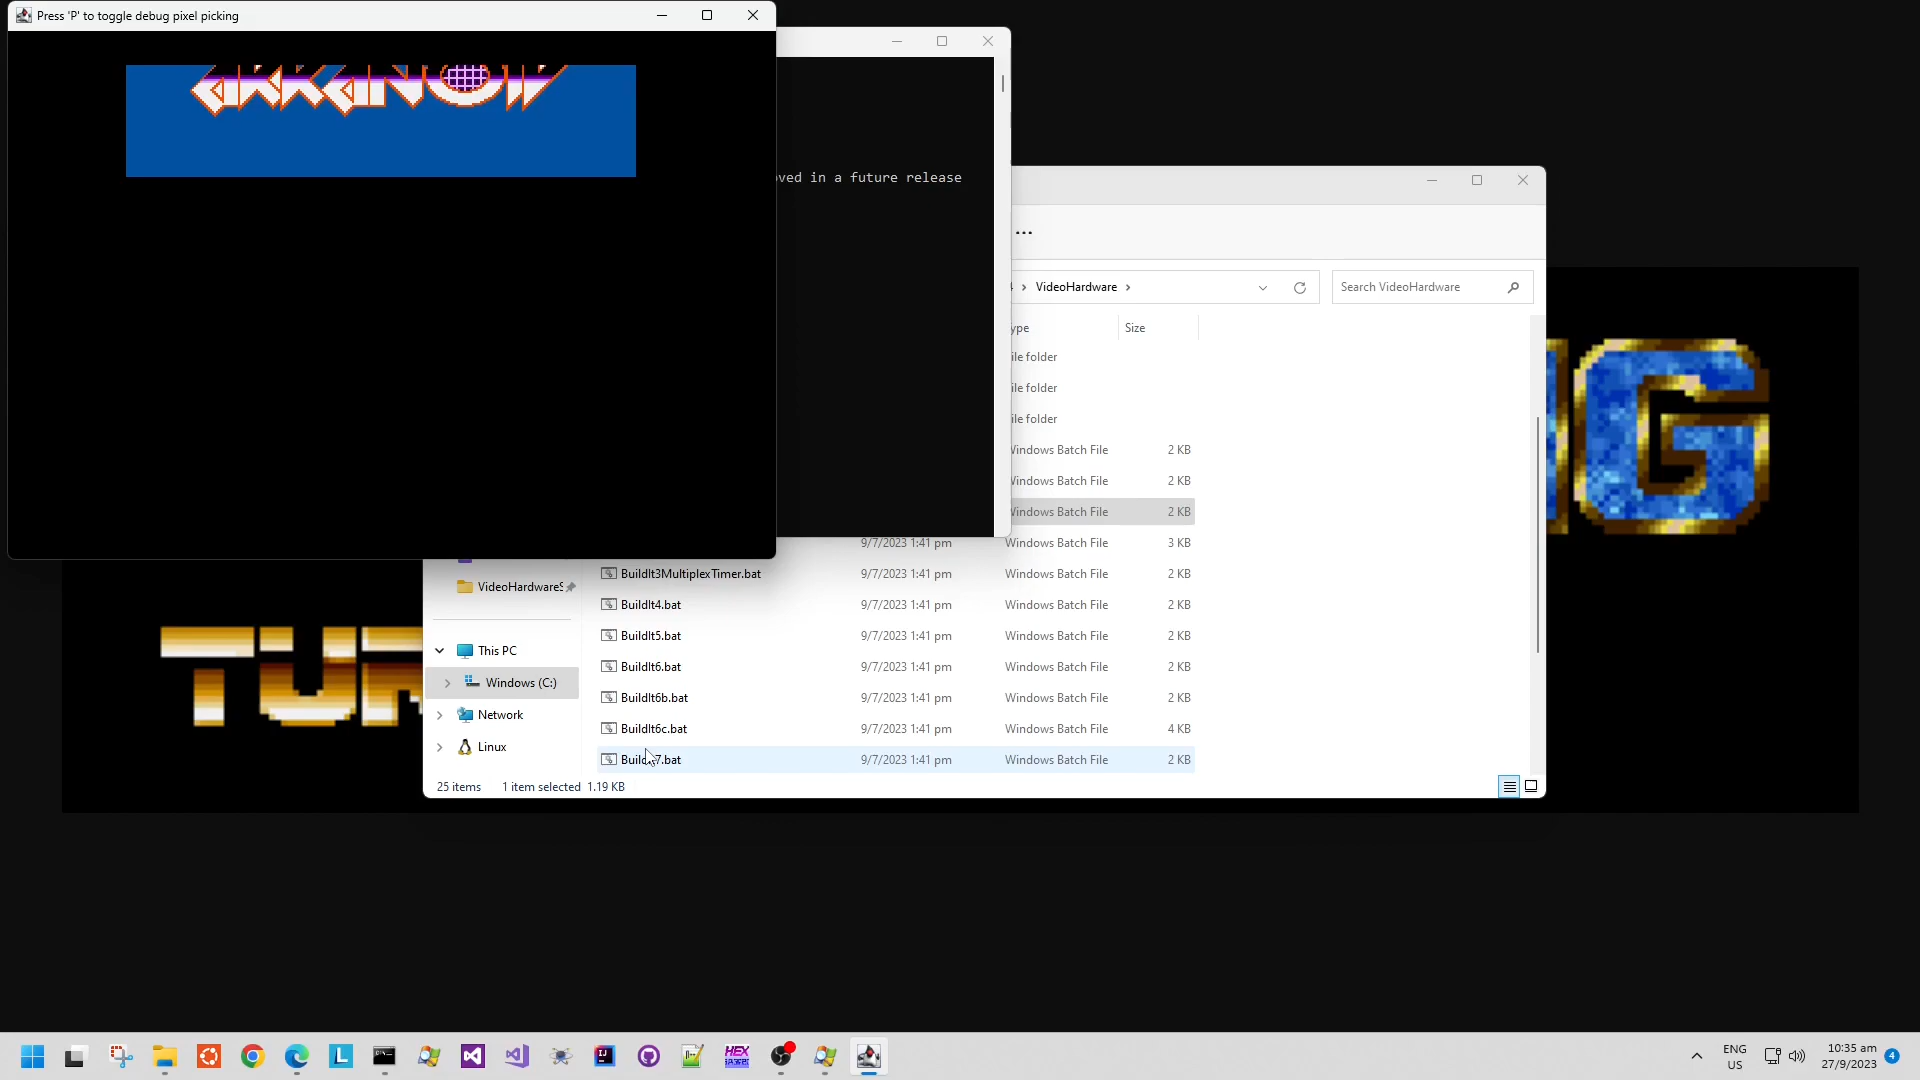 Press 'P' to toggle debug pixel picking
oved in a future release
VideoHardware
Search VideoHardware
ype
Size
ile folder
ile folder
ile folder
Windows Batch File
2 KB
Windows Batch File
2 KB
Windows Batch File
2 KB
9/7/2023 1:41 pm
Windows Batch File
3 KB
BuildIt3MultiplexTimer.bat
9/7/2023 1:41 pm
Windows Batch File
2 KB
VideoHardwareS
BuildIt4.bat
9/7/2023 1:41 pm
Windows Batch File
2 KB
BuildIt5.bat
9/7/2023 1:41 pm
Windows Batch File
2 KB
This PC
BuildIt6.bat
9/7/2023 1:41 pm
Windows Batch File
2 KB
Windows (C:)
BuildIt6b.bat
9/7/2023 1:41 pm
Windows Batch File
2 KB
Network
BuildIt6c.bat
9/7/2023 1:41 pm
Windows Batch File
4 KB
Linux
BuildIt7.bat
9/7/2023 1:41 pm
Windows Batch File
2 KB
25 items
1 item selected 1.19 KB
G
TUR
HEX
ENG
US
10:35 am
27/9/2023
4